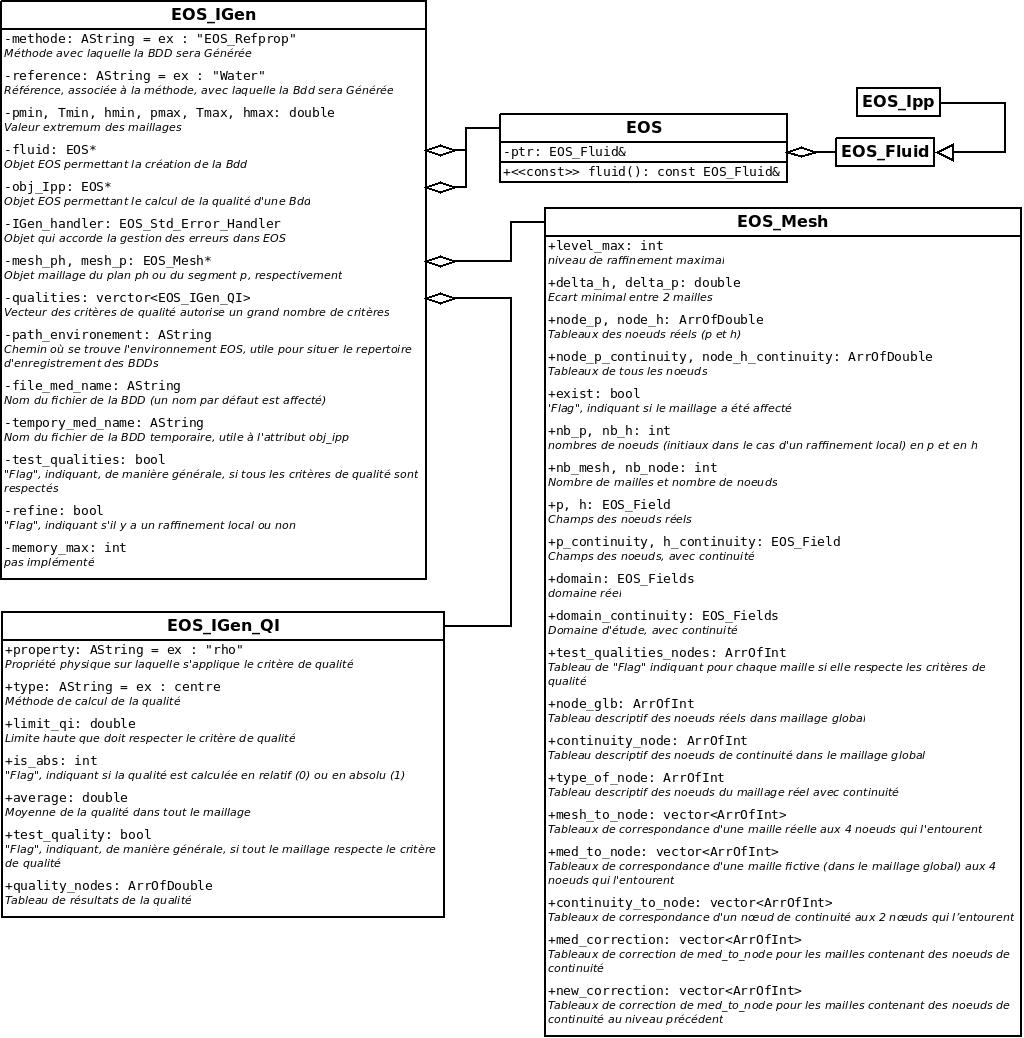 EOS_IGen
-methode: AString = ex : "EOS_Refprop"
Méthode avec laquelle la BDD sera Générée
-reference: AString = ex : "Water"
Référence, associée à la méthode, avec laquelle la Bdd sera Générée
-pmin, Tmin, hmin, pmax, Tmax, hmax: double
Valeur extremum des maillages
-fluid: EOS*
Objet EOS permettant la création de la Bdd
-obj_Ipp: EOS*
Objet EOS permettant le calcul de la qualité d'une Bdd
-IGen_handler: EOS_Std_Error_Handler
Objet qui accorde la gestion des erreurs dans EOS
-mesh_ph, mesh_p: EOS_Mesh*
Objet maillage du plan ph ou du segment p, respectivement
-qualities: verctor<EOS_IGen_QI>
Vecteur des critères de qualité autorise un grand nombre de critères
-path_environement: AString
Chemin où se trouve l'environnement EOS, utile pour situer le repertoire
d'enregistrement des BDDs
-file_med_name: AString
Nom du fichier de la BDD (un nom par défaut est affecté)
-tempory_med_name: AString
Nom du fichier de la BDD temporaire, utile à l'attribut obj_ipp
-test_qualities: bool
"Flag", indiquant, de manière générale, si tous les critères de qualité sont
respectés
-refine: bool
"Flag", indiquant s'il y a un raffinement local ou non
-memory_max: int
pas implémenté
EOS
-ptr: EOS_Fluid&
+<<const>> fluid(): const EOS_Fluid&
EOS_Ipp
EOS_Fluid
EOS_Mesh
+level_max: int
niveau de raffinement maximal
+delta_h, delta_p: double
Ecart minimal entre 2 mailles
+node_p, node_h: ArrOfDouble
Tableaux des noeuds réels (p et h)
+node_p_continuity, node_h_continuity: ArrOfDouble
Tableaux de tous les noeuds
+exist: bool
'Flag", indiquant si le maillage a été affecté
+nb_p, nb_h: int
nombres de noeuds (initiaux dans le cas d'un raffinement local) en p et en h
+nb_mesh, nb_node: int
Nombre de mailles et nombre de noeuds
+p, h: EOS_Field
Champs des noeuds réels
+p_continuity, h_continuity: EOS_Field
Champs des noeuds, avec continuité
+domain: EOS_Fields
domaine réel
+domain_continuity: EOS_Fields
Domaine d'étude, avec continuité
+test_qualities_nodes: ArrOfInt
Tableau de "Flag" indiquant pour chaque maille si elle respecte les critères de
qualité
+node_glb: ArrOfInt
Tableau descriptif des noeuds réels dans maillage global
+continuity_node: ArrOfInt
Tableau descriptif des noeuds de continuité dans le maillage global
+type_of_node: ArrOfInt
Tableau descriptif des noeuds du maillage réel avec continuité
+mesh_to_node: vector<ArrOfInt>
Tableaux de correspondance d'une maille réelle aux 4 noeuds qui l'entourent
+med_to_node: vector<ArrOfInt>
Tableaux de correspondance d'une maille fictive (dans le maillage global) aux 4
noeuds qui l'entourent
+continuity_to_node: vector<ArrOfInt>
Tableaux de correspondance d'un nœud de continuité aux 2 nœuds qui l’entourent
+med_correction: vector<ArrOfInt>
Tableaux de correction de med_to_node pour les mailles contenant des noeuds de
continuité
+new_correction: vector<ArrOfInt>
Tableaux de correction de med_to_node pour les mailles contenant des noeuds de
continuité au niveau précédent
EOS_IGen_QI
+property: AString = ex : "rho"
Propriété physique sur laquelle s'applique le critère de qualité
+type: AString = ex : centre
Méthode de calcul de la qualité
+limit_qi: double
Limite haute que doit respecter le critère de qualité
+is_abs: int
"Flag", indiquant si la qualité est calculée en relatif (0) ou en absolu (1)
+average: double
Moyenne de la qualité dans tout le maillage
+test_quality: bool
"Flag", indiquant, de manière générale, si tout le maillage respecte le critère
de qualité
+quality_nodes: ArrOfDouble
Tableau de résultats de la qualité